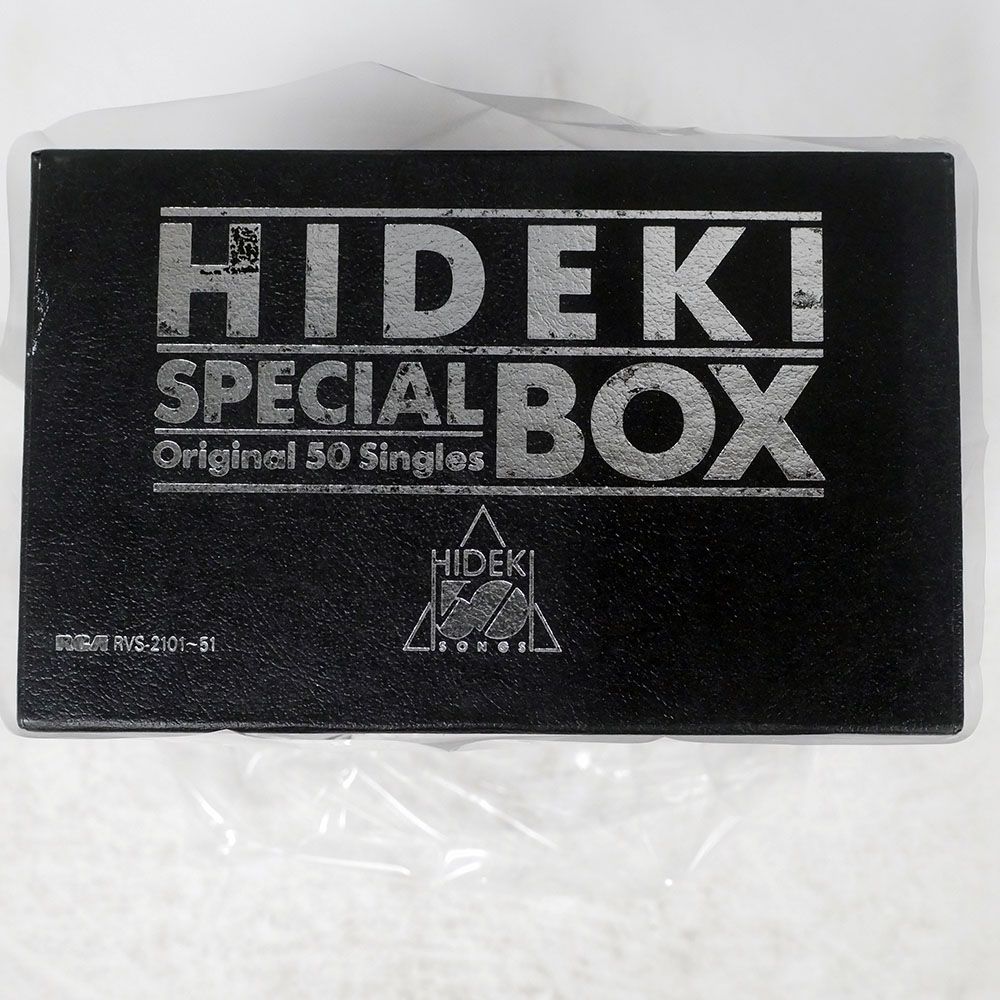 HIDEKI
SPECIAL BOX
Original 50 Singles
HIDEKI
50
SONGS
RCA RVS-2101~51